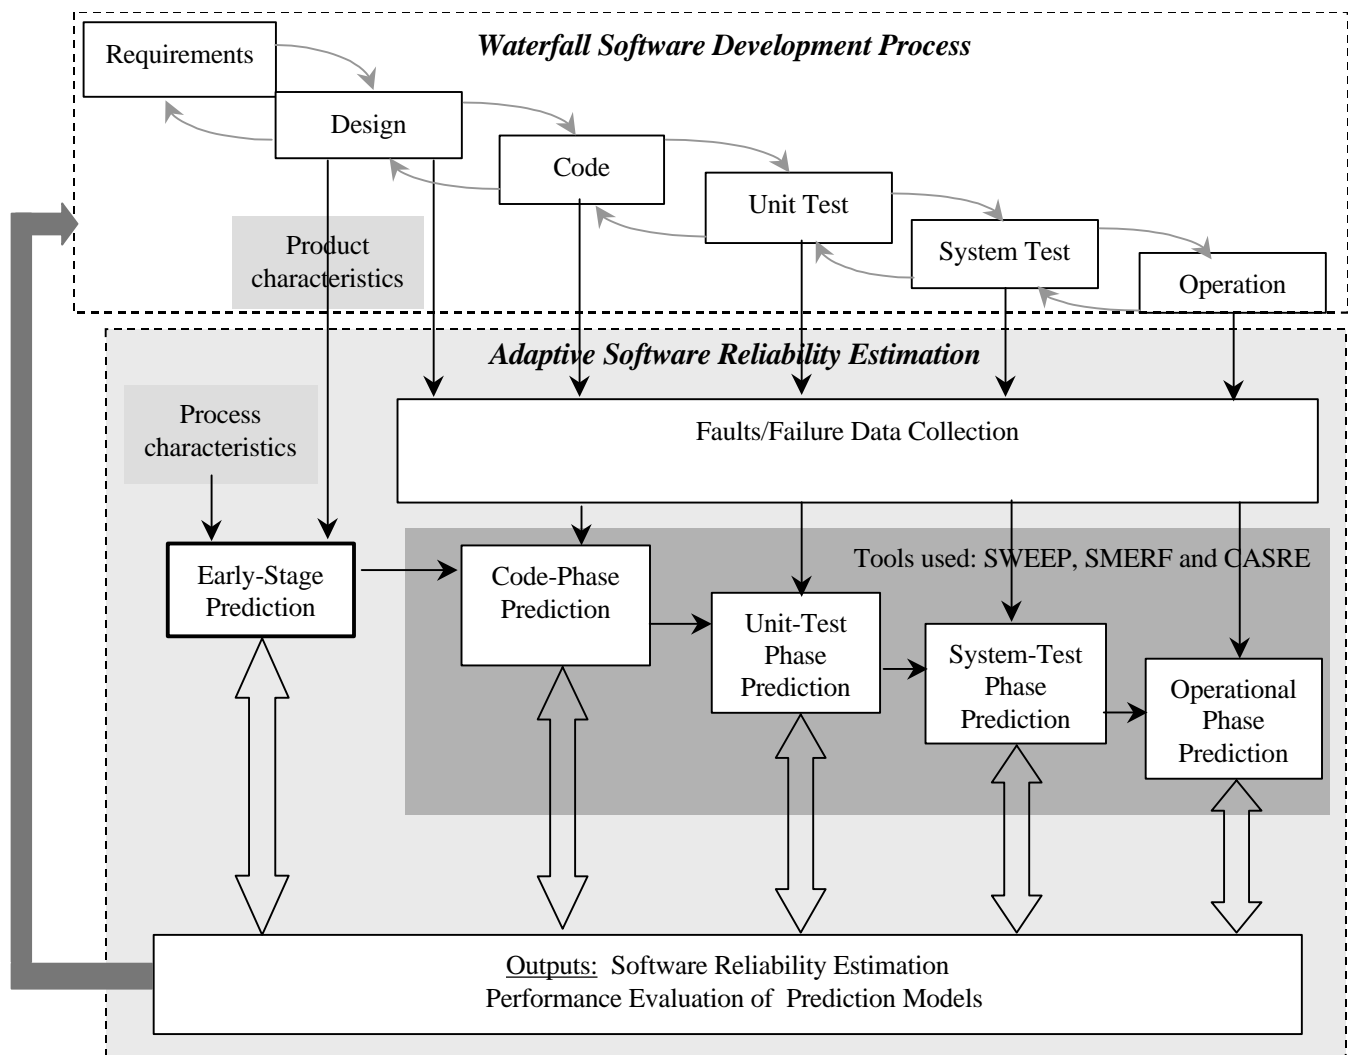 Waterfall Software Development Process
Requirements
Design
Code
Unit Test
System Test
Operation
Product
characteristics
Adaptive Software Reliability Estimation
Process
characteristics
Faults/Failure Data Collection
Tools used: SWEEP, SMERF and CASRE
Early-Stage
Prediction
Code-Phase
Prediction
Unit-Test
Phase
Prediction
System-Test
Phase
Prediction
Operational
Phase
Prediction
Outputs: Software Reliability Estimation
Performance Evaluation of Prediction Models